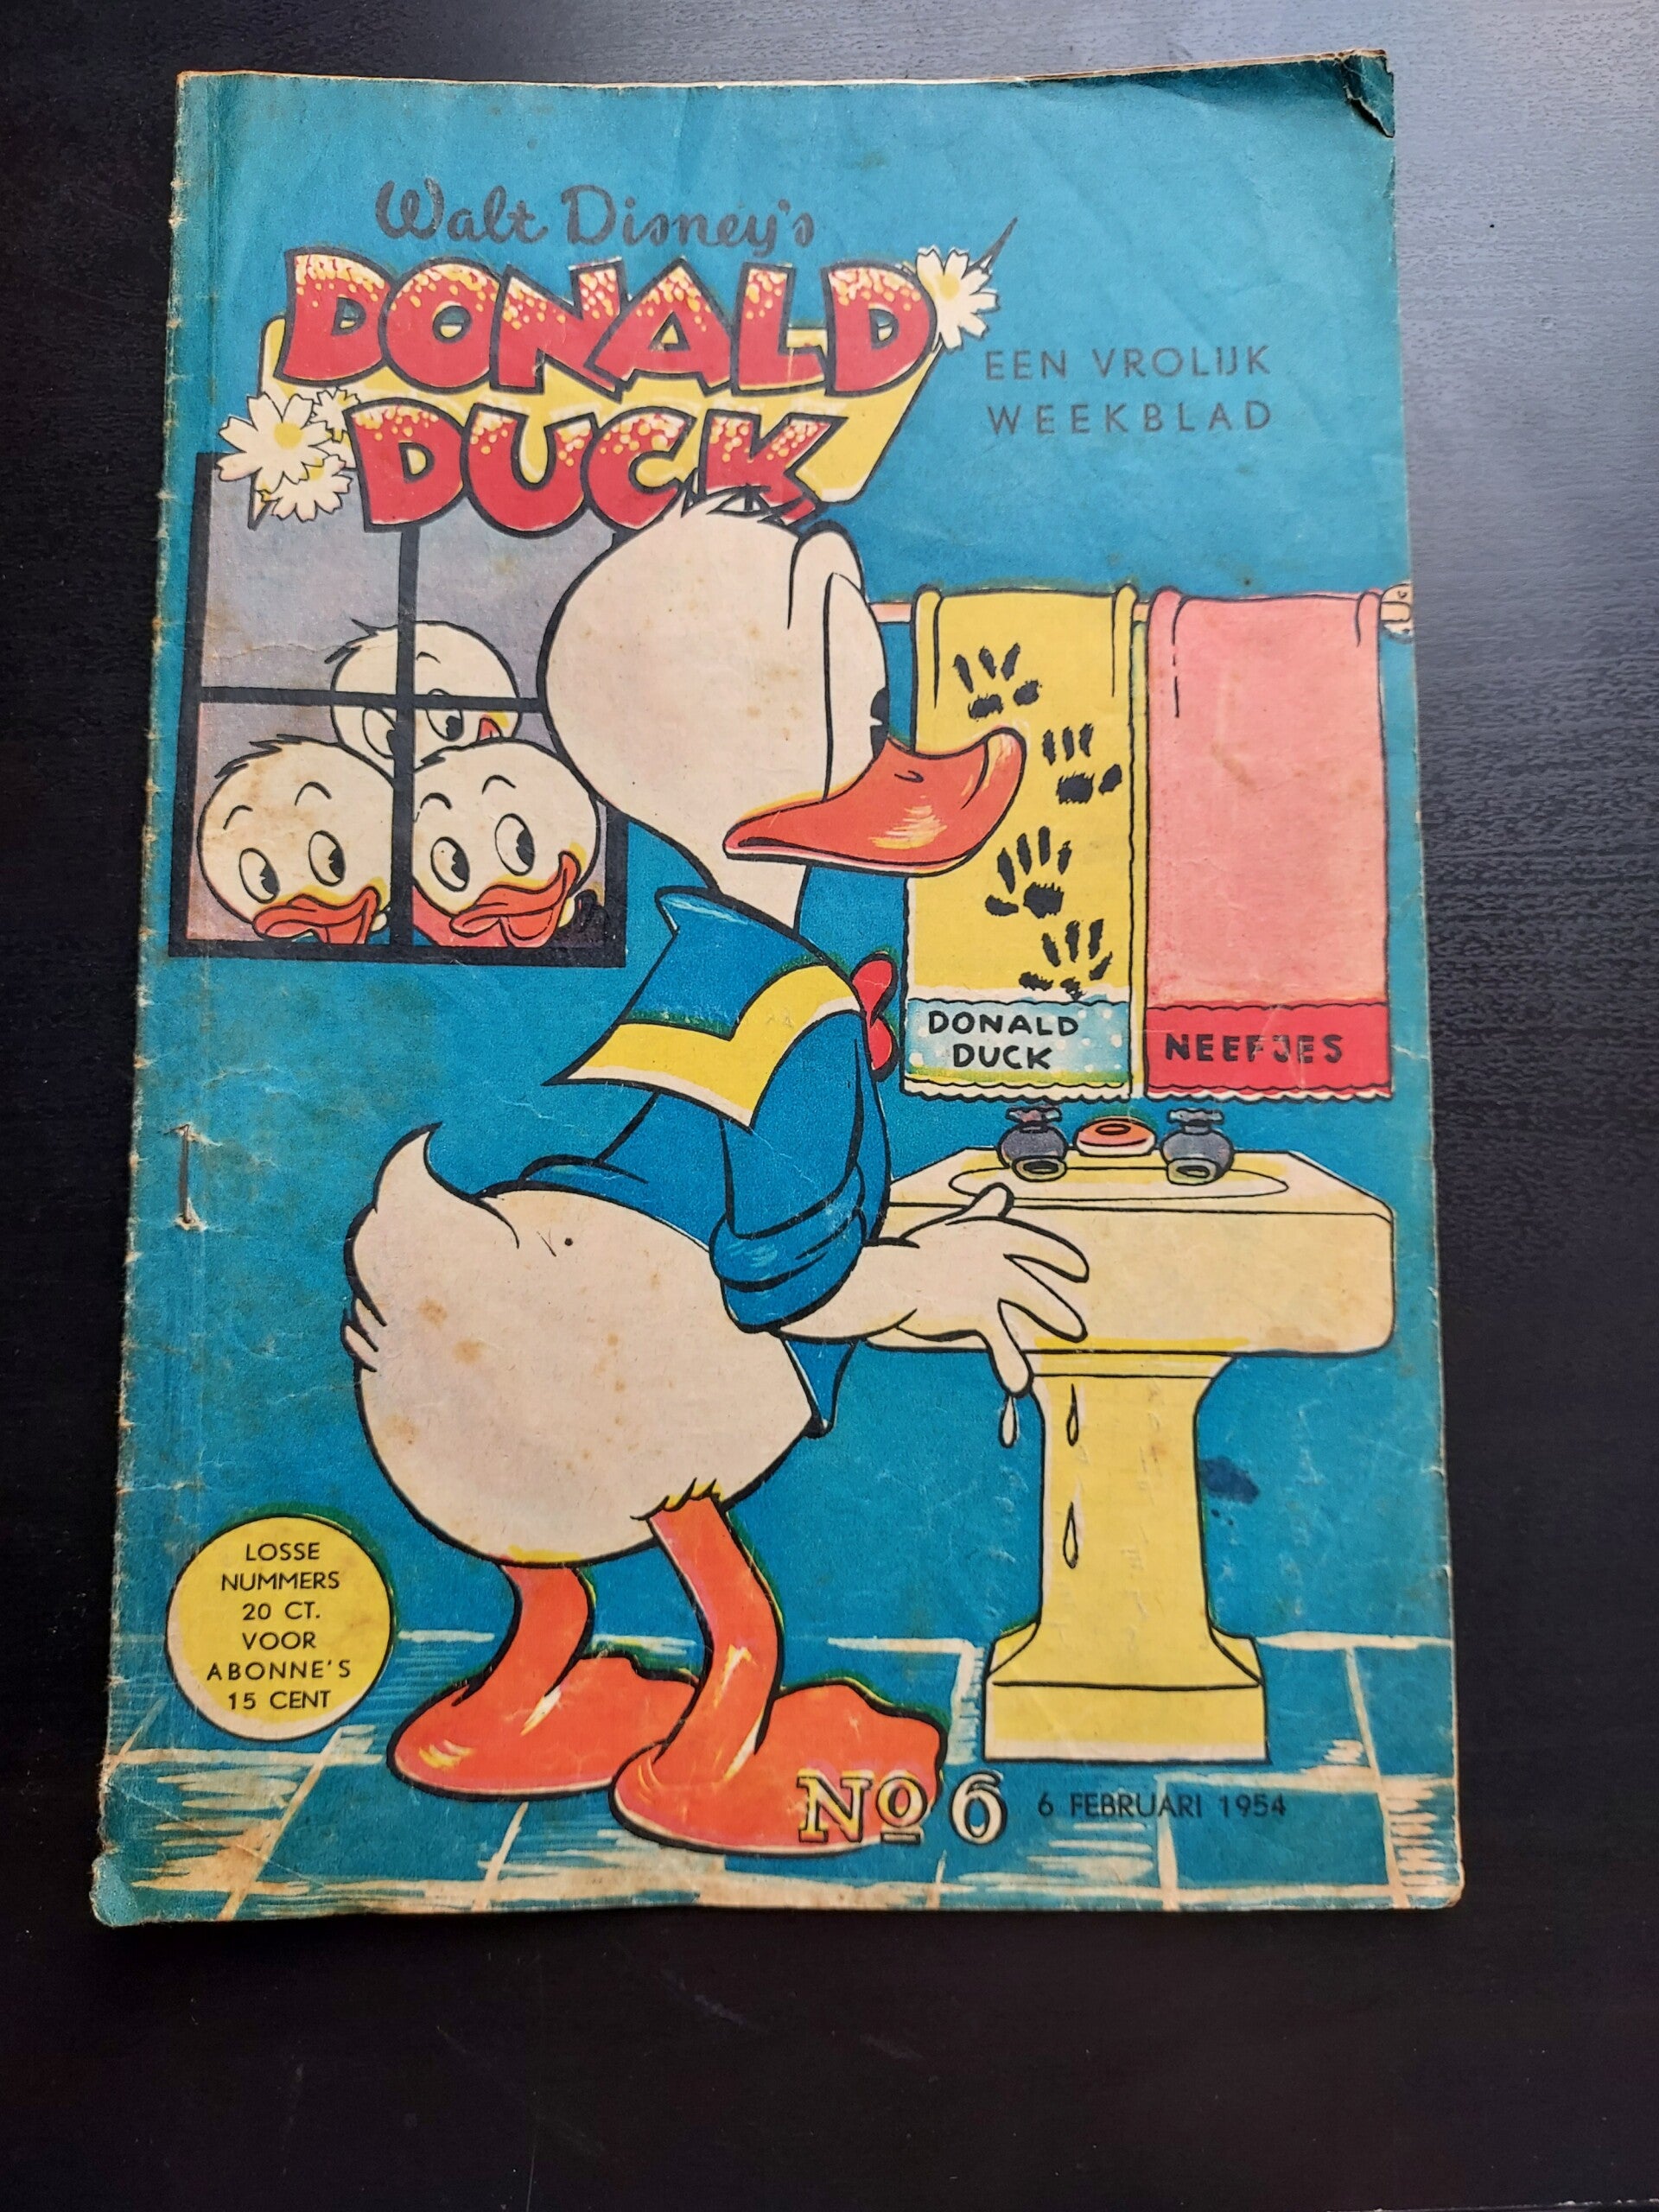 Walt Disney's
DONALD
DUCK
EEN VROLIJK
WEEKBLAD
DONALD
DUCK
NEEFJES
LOSSE
NUMMERS
20 CT.
VOOR
ABONNE'S
15 CENT
No 6 6 FEBRUARI 1954